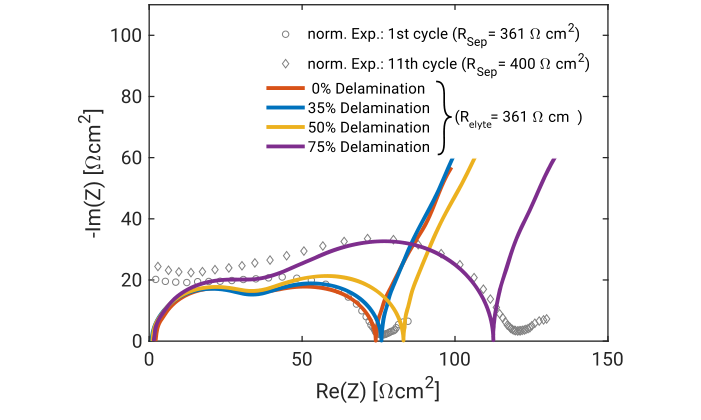 100
80
60
40
20
0
-Im(Z) [Ωcm²]
norm. Exp.: 1st cycle (R_Sep= 361 Ω cm²)
norm. Exp.: 11th cycle (R_Sep= 400 Ω cm²)
0% Delamination
35% Delamination
50% Delamination
75% Delamination
(R_elyte= 361 Ω cm )
0 50 100 150
Re(Z) [Ωcm²]